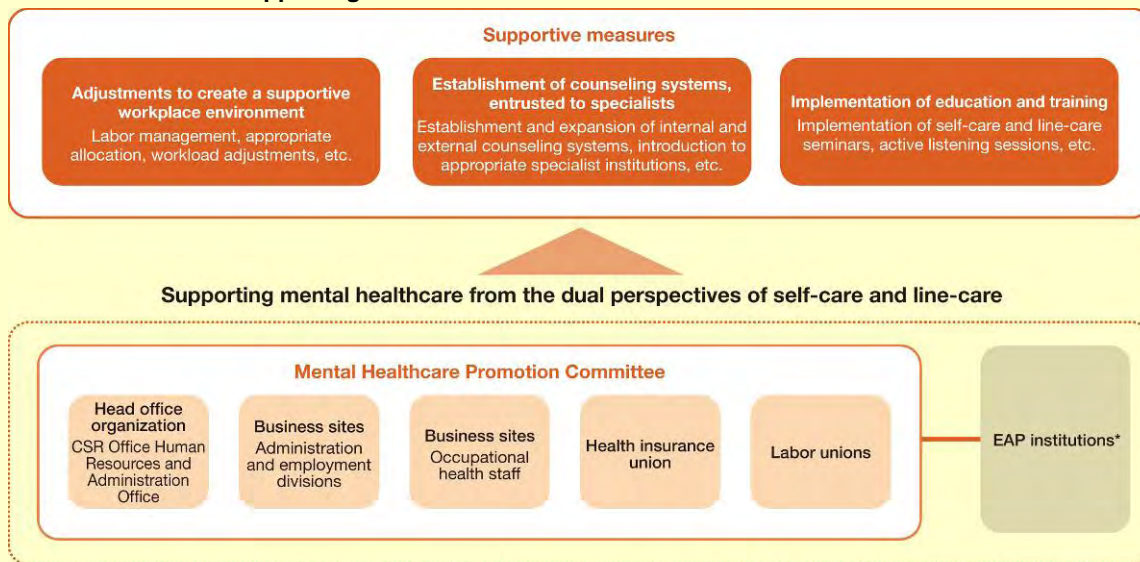 Supportive measures
Adjustments to create a supportive
workplace environment
Labor management, appropriate
allocation, workload adjustments, etc.
Establishment of counseling systems,
entrusted to specialists
Establishment and expansion of internal and
external counseling systems, introduction to
appropriate specialist institutions, etc.
Implementation of education and training
Implementation of self-care and line-care
seminars, active listening sessions, etc.
Supporting mental healthcare from the dual perspectives of self-care and line-care
Mental Healthcare Promotion Committee
Head office
organization
CSR Office Human
Resources and
Administration
Office
Business sites
Administration
and employment
divisions
Business sites
Occupational
health staff
Health insurance
union
Labor unions
EAP institutions*